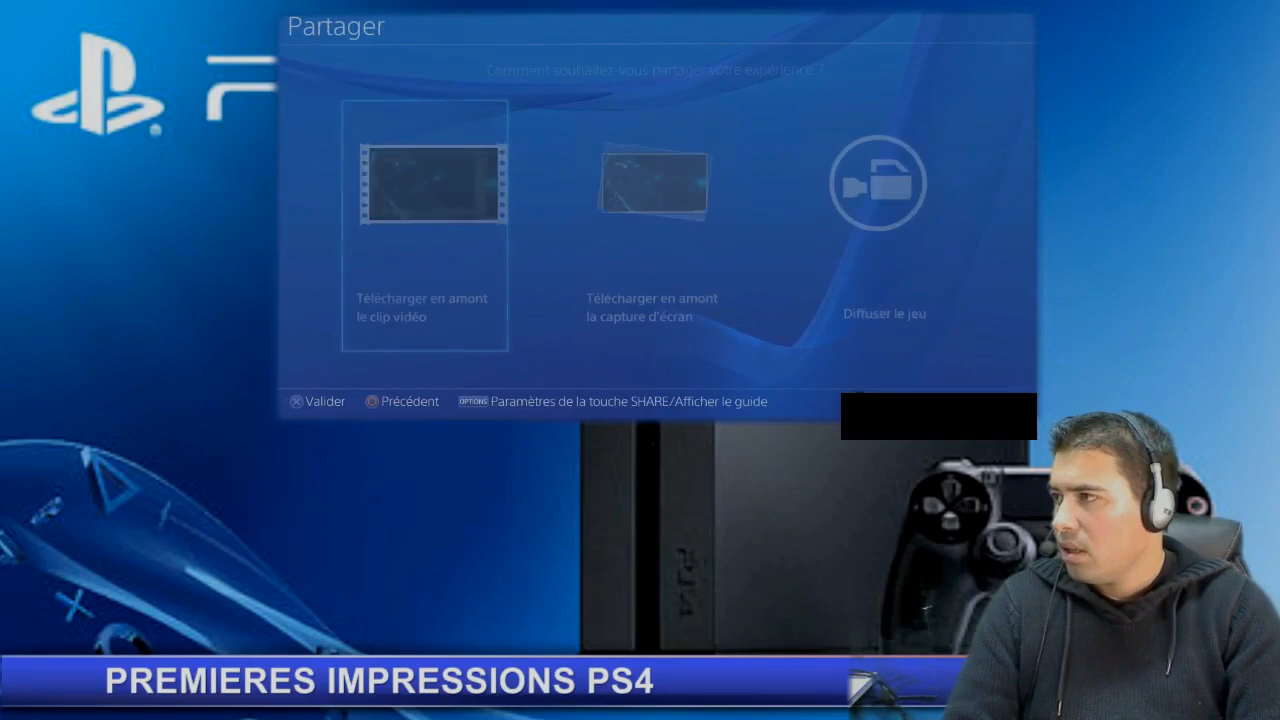 Partager
Comment souhaitez-vous partager votre expérience ?
Télécharger en amont
le clip vidéo
Télécharger en amont
la capture d'écran
Diffuser le jeu
Valider
Précédent
OPTIONS Paramètres de la touche SHARE/Afficher le guide
PS4
PREMIERES IMPRESSIONS PS4